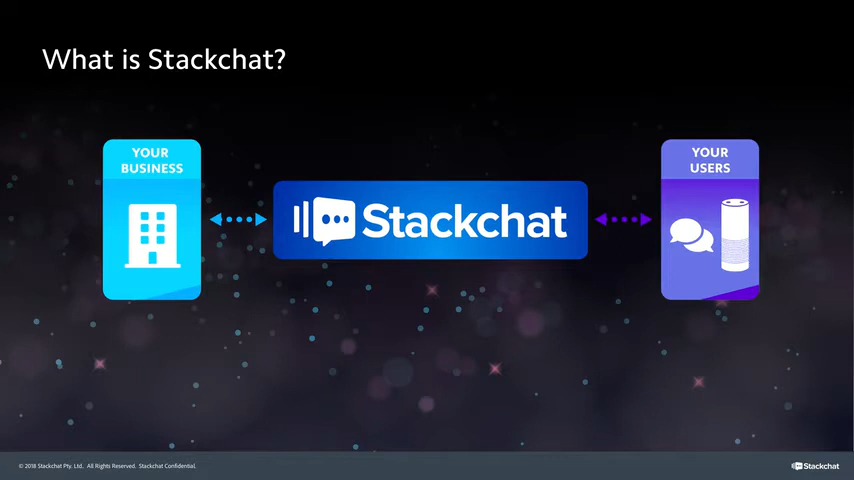 What is Stackchat?
YOUR
BUSINESS
Stackchat
YOUR
USERS
© 2018 Stackchat Pty. Ltd. All Rights Reserved. Stackchat Confidential.
Stackchat